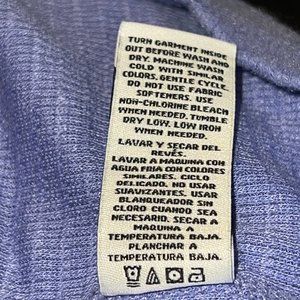 TURN GARMENT INSIDE
OUT BEFORE WASH AND
DRY. MACHINE WASH
COLD WITH SIMILAR
COLORS, GENTLE CYCLE.
DO NOT USE FABRIC
SOFTENERS. USE
NON-CHLORINE BLEACH
WHEN NEEDED. TUMBLE
DRY LOW. LOW IRON
WHEN NEEDED.
LAVAR Y SECAR DEL
REVÉS.
LAVAR A MAQUINA CON
AGUA FRIA CON COLORES
SIMILARES. CICLO
DELICADO. NO USAR
SUAVIZANTES. USAR
BLANQUEADOR SIN
CLORO CUANDO SEA
NECESARIO. SECAR A
MAQUINA A
TEMPERATURA BAJA.
PLANCHAR A
TEMPERATURA BAJA.